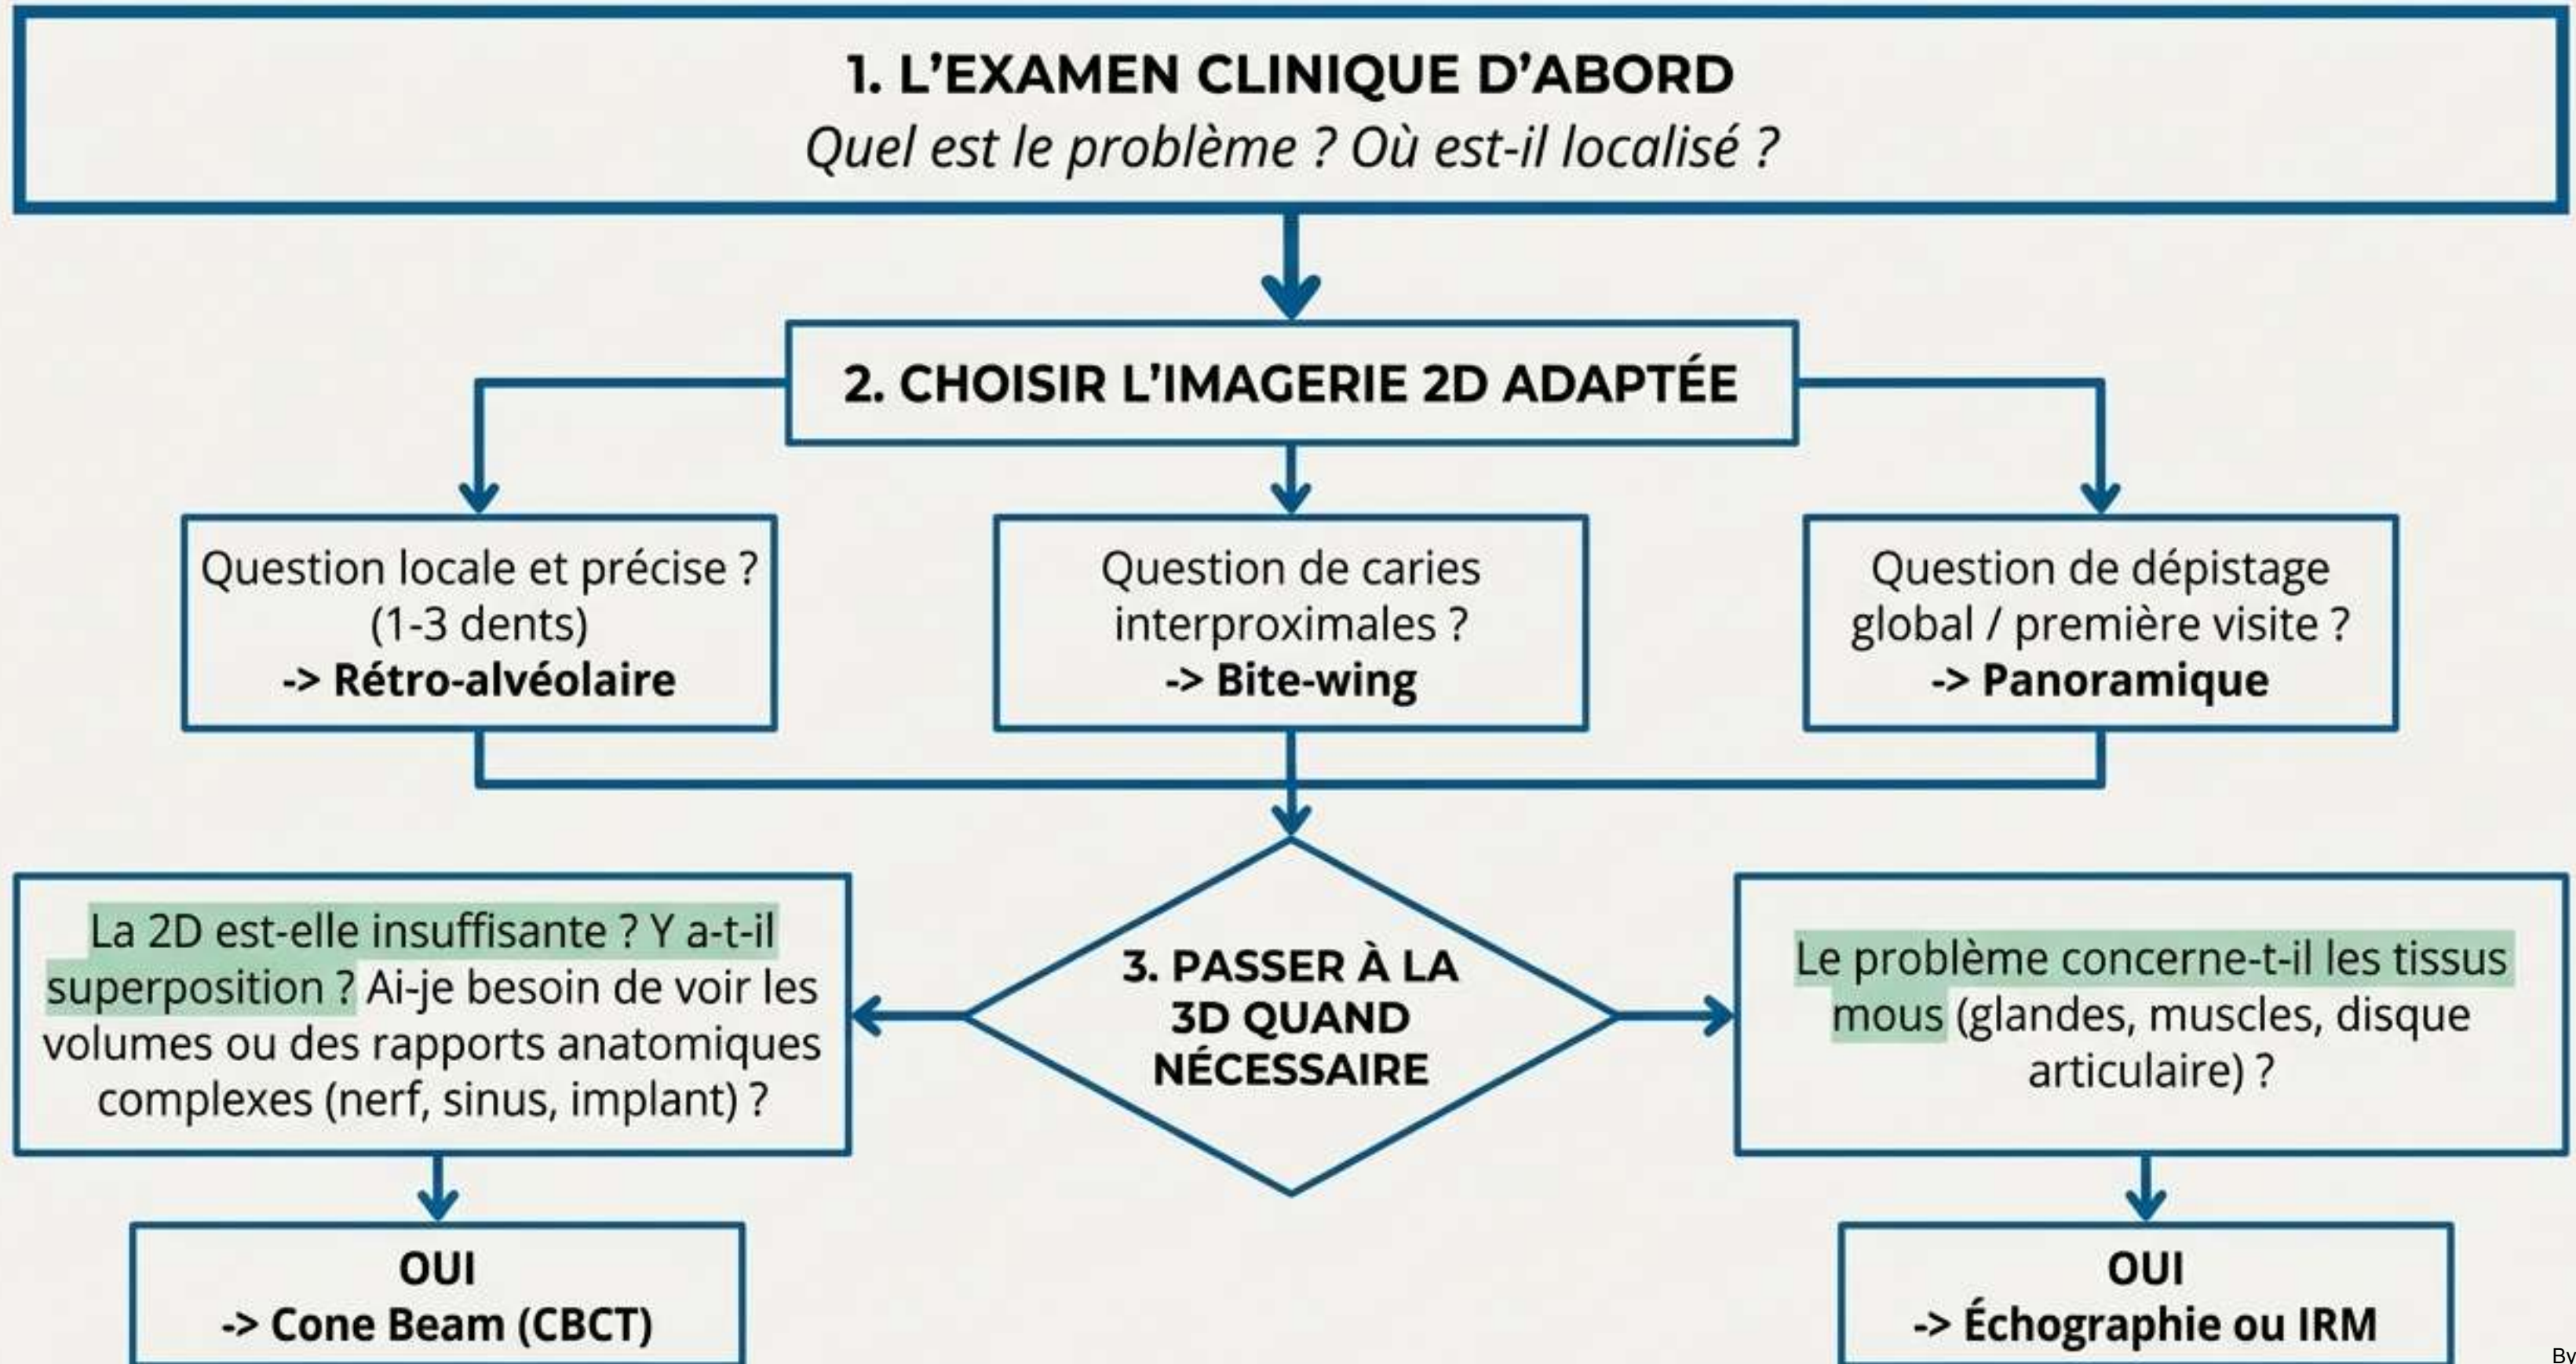 1. L’EXAMEN CLINIQUE D’ABORD
Quel est le problème ? Où est-il localisé ?
2. CHOISIR L’IMAGERIE 2D ADAPTÉE
Question locale et précise ?
(1-3 dents)
-> Rétro-alvéolaire
Question de caries
interproximales ?
-> Bite-wing
Question de dépistage
global / première visite ?
-> Panoramique
3. PASSER À LA
3D QUAND
NÉCESSAIRE
La 2D est-elle insuffisante ? Y a-t-il
superposition ? Ai-je besoin de voir les
volumes ou des rapports anatomiques
complexes (nerf, sinus, implant) ?
OUI
-> Cone Beam (CBCT)
Le problème concerne-t-il les tissus
mous (glandes, muscles, disque
articulaire) ?
OUI
-> Échographie ou IRM
By